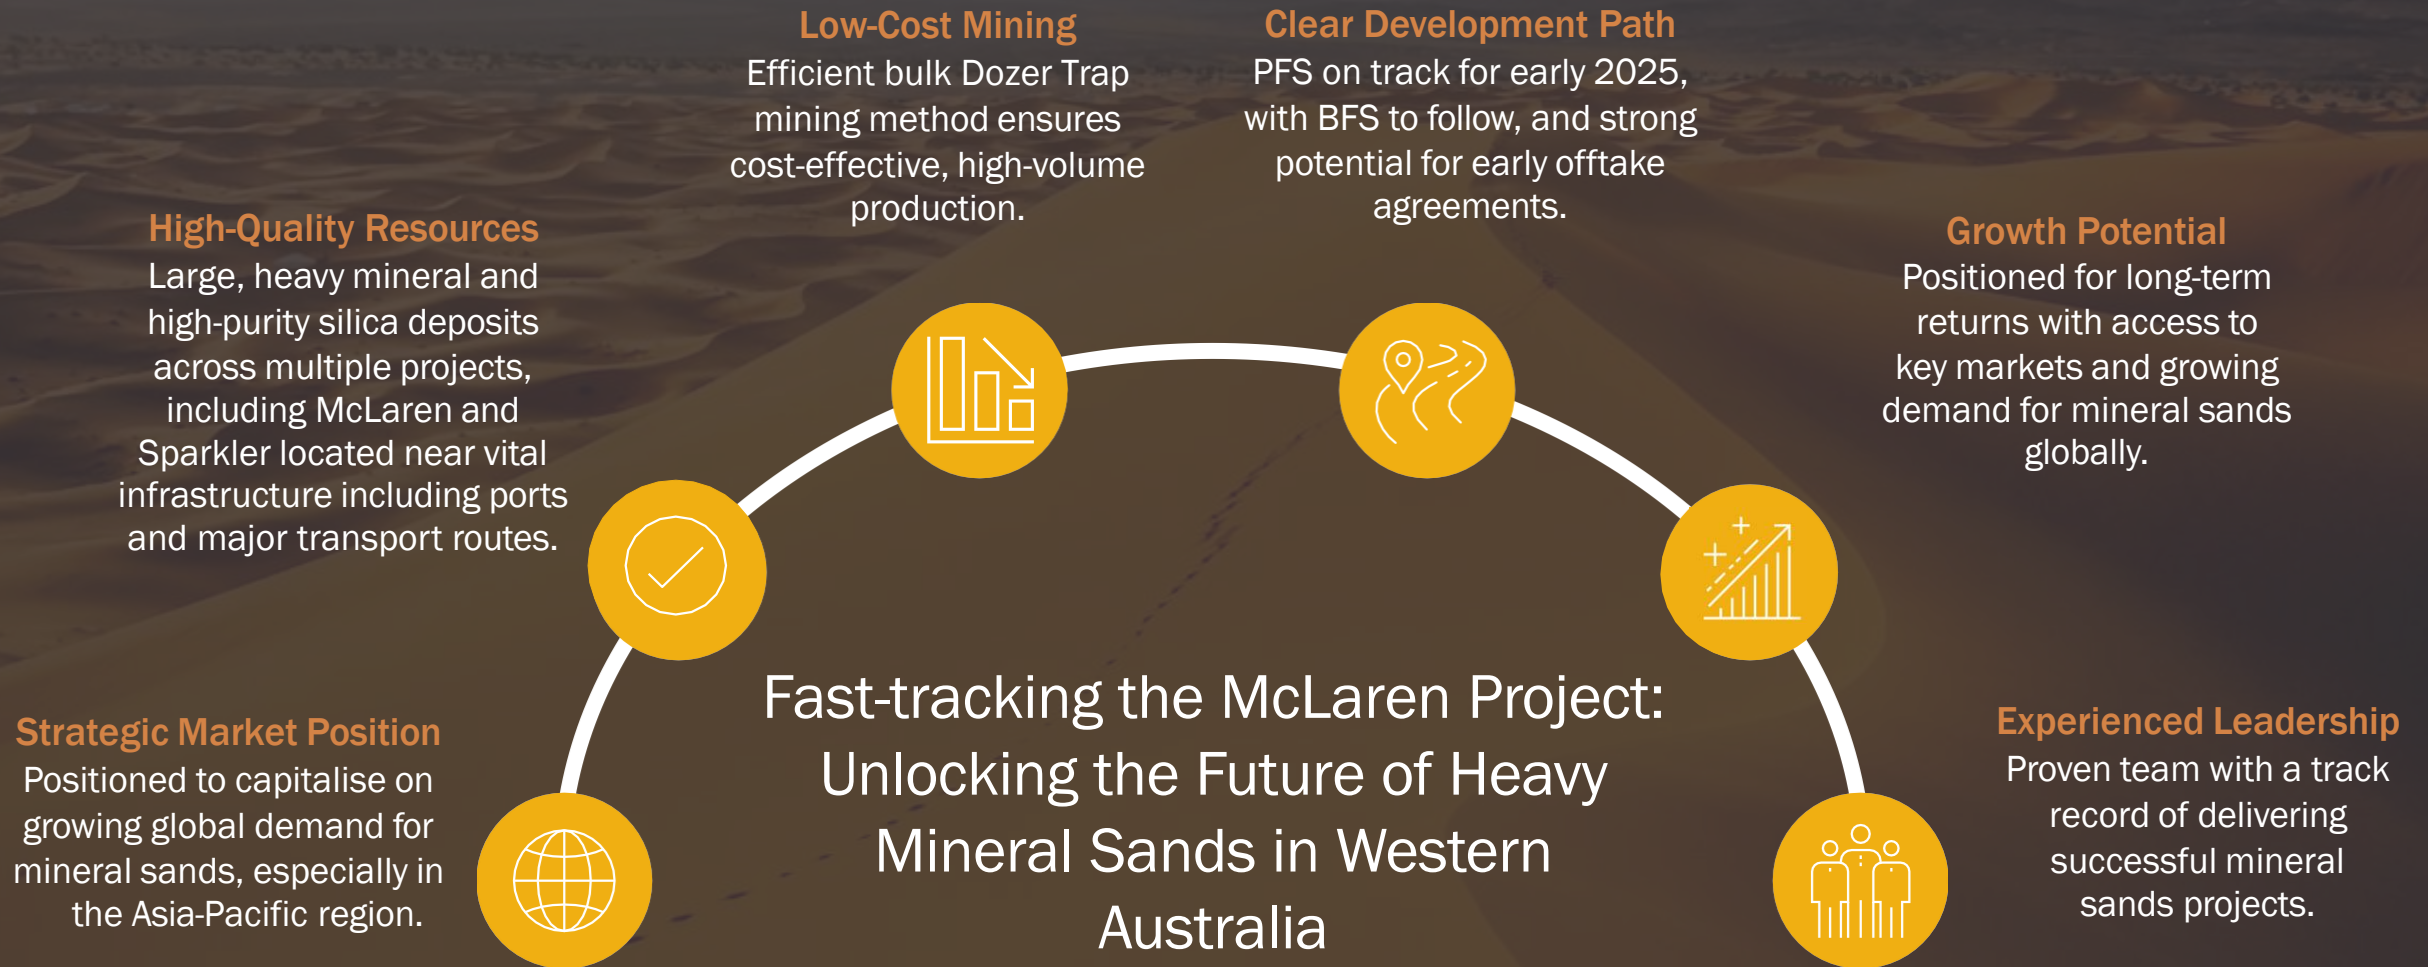 Low-Cost Mining
Efficient bulk Dozer Trap
mining method ensures
cost-effective, high-volume
production.
Clear Development Path
PFS on track for early 2025,
with BFS to follow, and strong
potential for early offtake
agreements.
High-Quality Resources
Large, heavy mineral and
high-purity silica deposits
across multiple projects,
including McLaren and
Sparkler located near vital
infrastructure including ports
and major transport routes.
Growth Potential
Positioned for long-term
returns with access to
key markets and growing
demand for mineral sands
globally.
Strategic Market Position
Positioned to capitalise on
growing global demand for
mineral sands, especially in
the Asia-Pacific region.
Fast-tracking the McLaren Project:
Unlocking the Future of Heavy
Mineral Sands in Western
Australia
Experienced Leadership
Proven team with a track
record of delivering
successful mineral
sands projects.